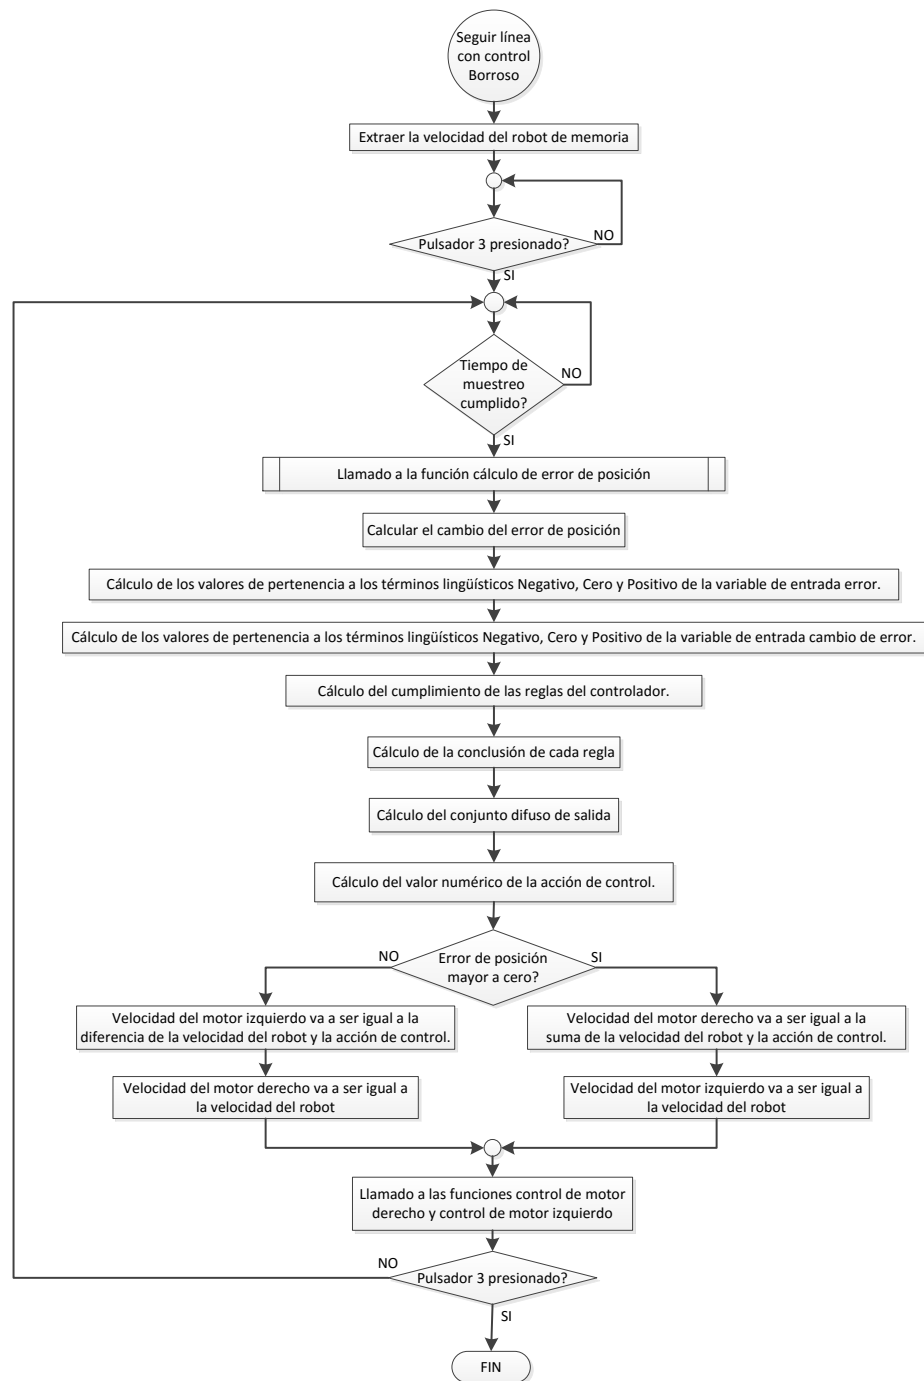 Seguir línea
con control
Borroso
Extraer la velocidad del robot de memoria
Pulsador 3 presionado?
NO
SI
Tiempo de
muestreo
cumplido?
NO
SI
Llamado a la función cálculo de error de posición
Calcular el cambio del error de posición
Cálculo de los valores de pertenencia a los términos lingüísticos Negativo, Cero y Positivo de la variable de entrada error.
Cálculo de los valores de pertenencia a los términos lingüísticos Negativo, Cero y Positivo de la variable de entrada cambio de error.
Cálculo del cumplimiento de las reglas del controlador.
Cálculo de la conclusión de cada regla
Cálculo del conjunto difuso de salida
Cálculo del valor numérico de la acción de control.
NO
Error de posición
mayor a cero?
SI
Velocidad del motor izquierdo va a ser igual a la
diferencia de la velocidad del robot y la acción de control.
Velocidad del motor derecho va a ser igual a
la velocidad del robot
Velocidad del motor derecho va a ser igual a la
suma de la velocidad del robot y la acción de control.
Velocidad del motor izquierdo va a ser igual a
la velocidad del robot
Llamado a las funciones control de motor
derecho y control de motor izquierdo
NO
Pulsador 3 presionado?
SI
FIN